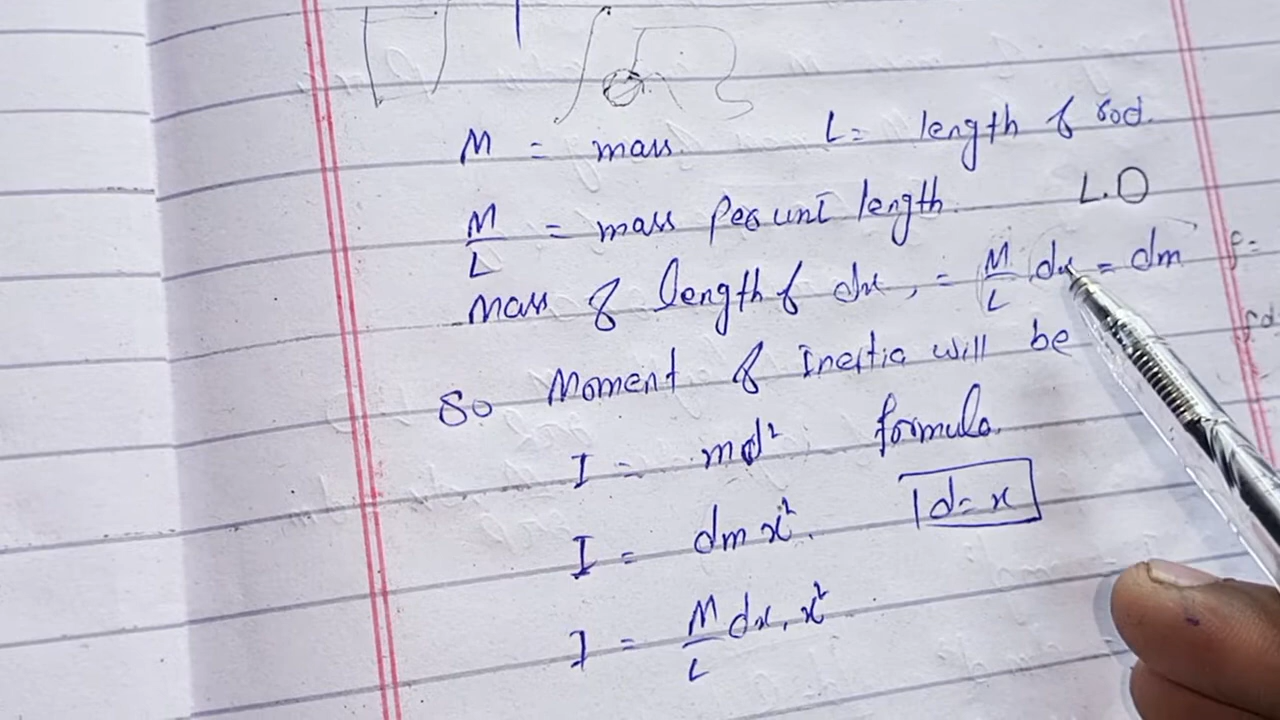 M = mass L = length of rod.
M/L = mass per unit length. L.D
Mass of length of dx, = M/L dx = dm
So Moment of Inertia will be
I = md² formula.
I = dm x². d = x
I = M/L dx, x²